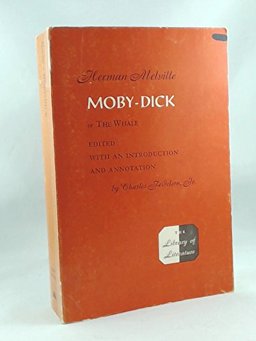 Herman Melville
MOBY-DICK
or THE WHALE
EDITED
WITH AN INTRODUCTION
AND ANNOTATION
by Charles Feidelson, Jr.
THE
Library of
Literature